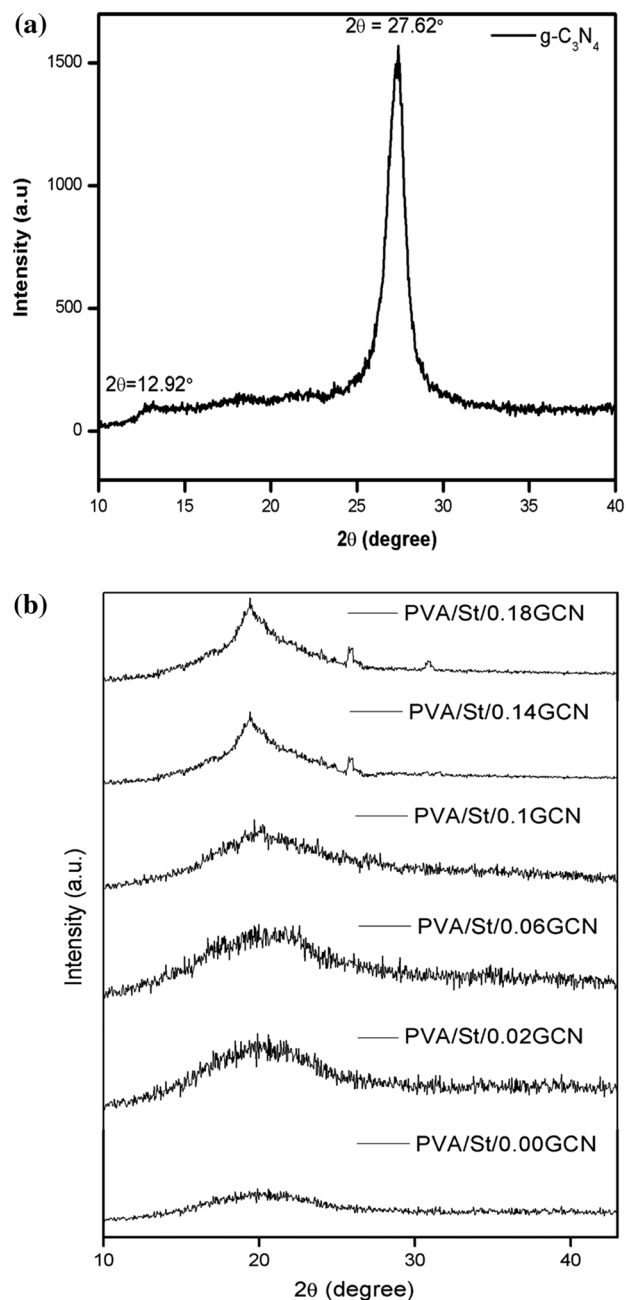 (a)
2θ = 27.62°
g-C₃N₄
1500
1000
500
0
2θ=12.92°
Intensity (a.u)
10 15 20 25 30 35 40
2θ (degree)
(b)
PVA/St/0.18GCN
PVA/St/0.14GCN
PVA/St/0.1GCN
PVA/St/0.06GCN
PVA/St/0.02GCN
PVA/St/0.00GCN
Intensity (a.u.)
10 20 30 40
2θ (degree)